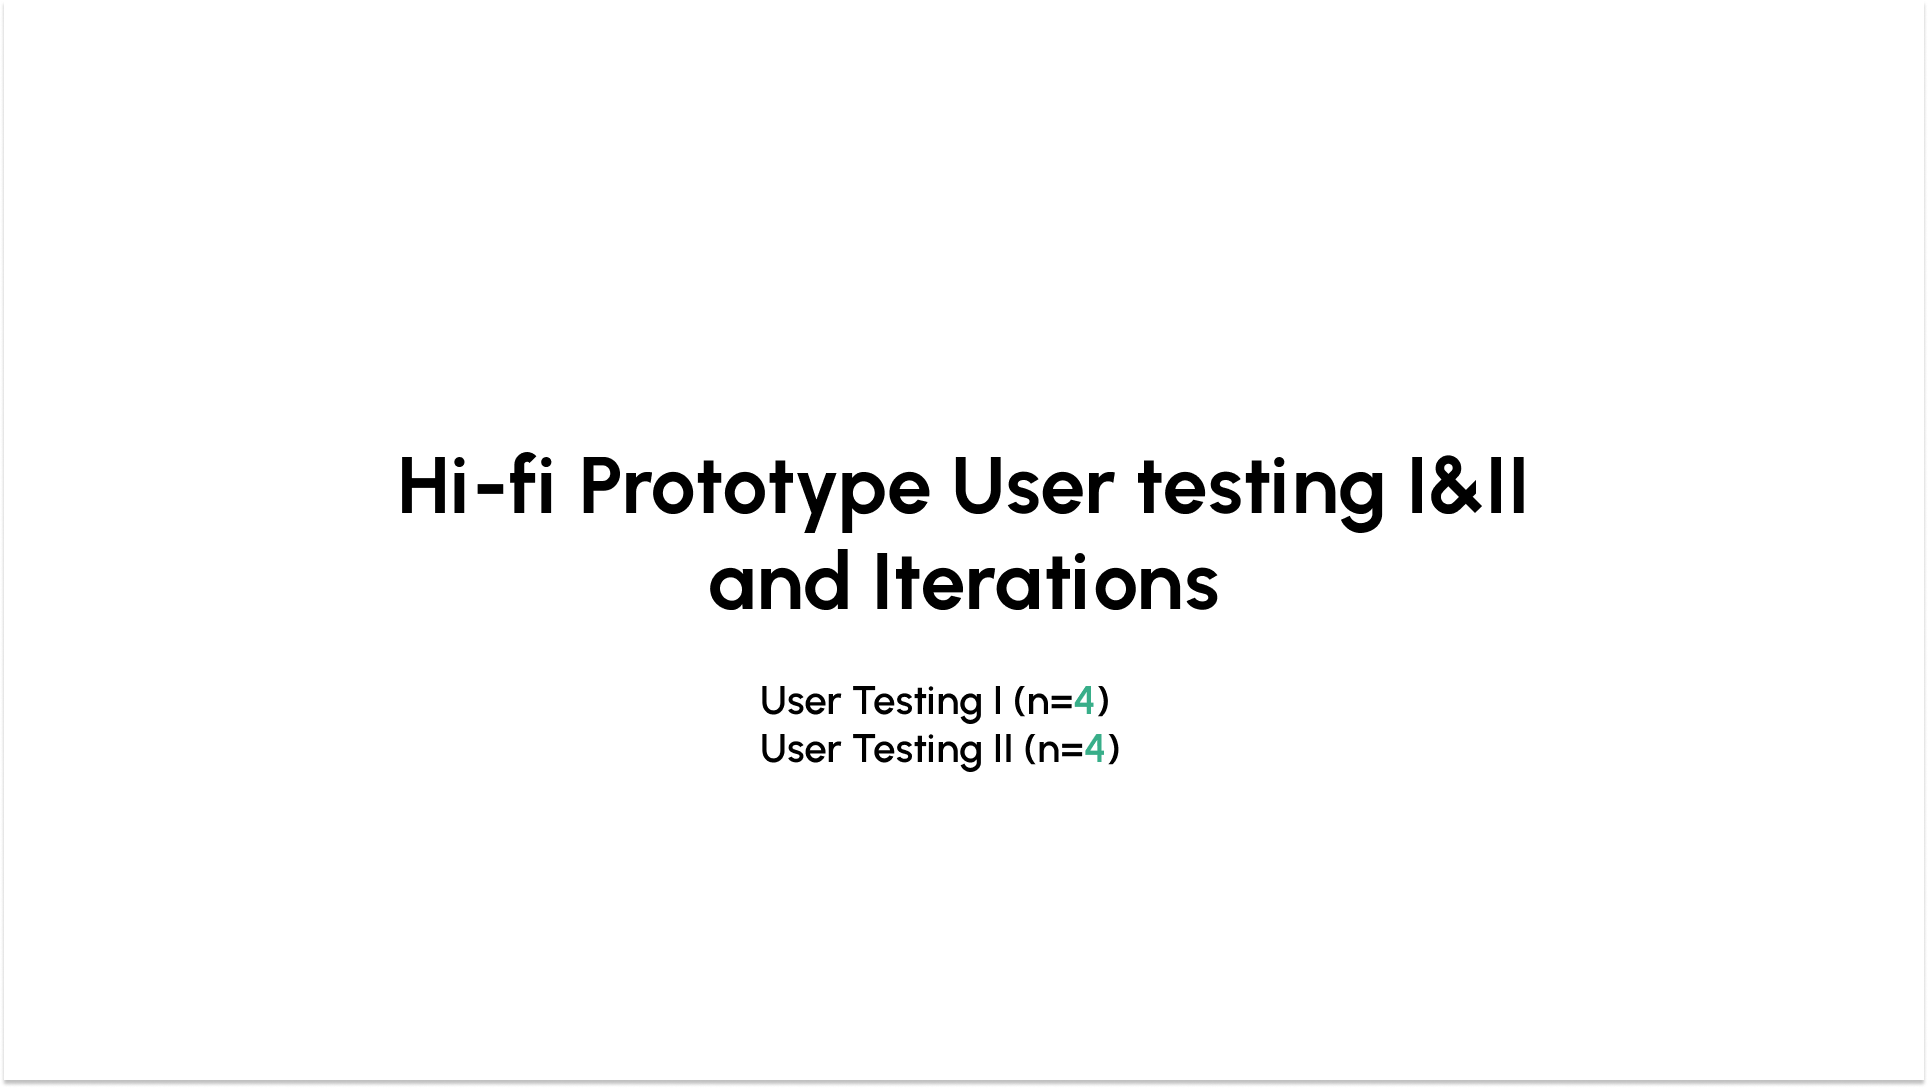 Hi-fi Prototype User testing I&II
and Iterations
User Testing I (n=4)
User Testing II (n=4)